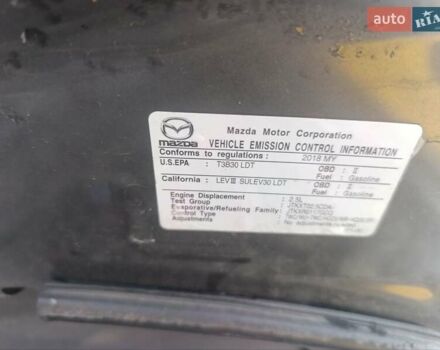 auto RIA
Mazda Motor Corporation
mazda VEHICLE EMISSION CONTROL INFORMATION
Conforms to regulations : 2018 MY
U.S.EPA : T3B30 LDT OBD : II
Fuel : Gasoline
California : LEVIII SULEV30 LDT OBD : II
Fuel : Gasoline
Engine Displacement : 2.5L
Test Group :
Evaporative/Refueling Family :
Control Type :
Adjustments :